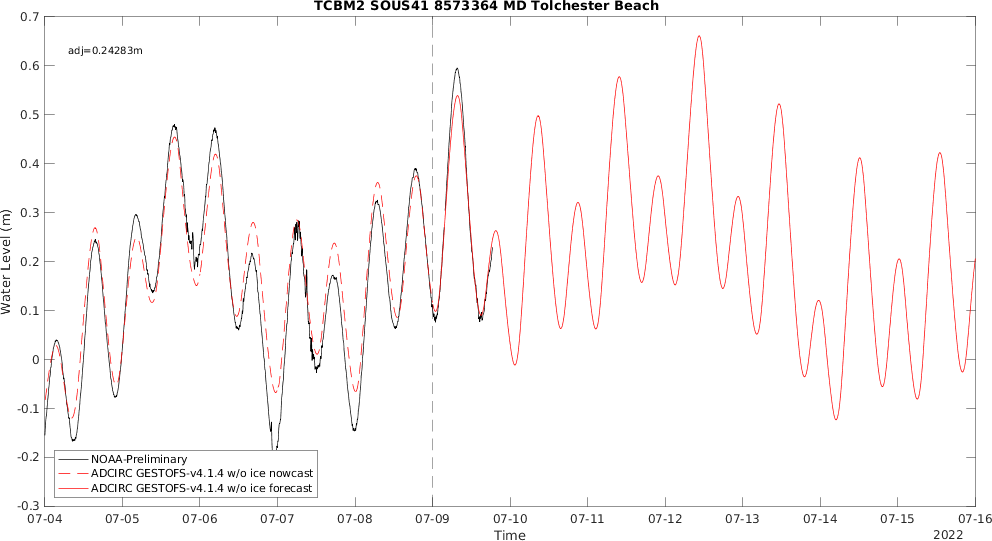 TCBM2 SOUS41 8573364 MD Tolchester Beach
0.7
0.6
0.5
0.4
0.3
0.2
0.1
0
-0.1
-0.2
-0.3
Water Level (m)
adj=0.24283m
NOAA-Preliminary
ADCIRC GESTOFS-v4.1.4 w/o ice nowcast
ADCIRC GESTOFS-v4.1.4 w/o ice forecast
07-04 07-05 07-06 07-07 07-08 07-09 07-10 07-11 07-12 07-13 07-14 07-15 07-16
Time
2022